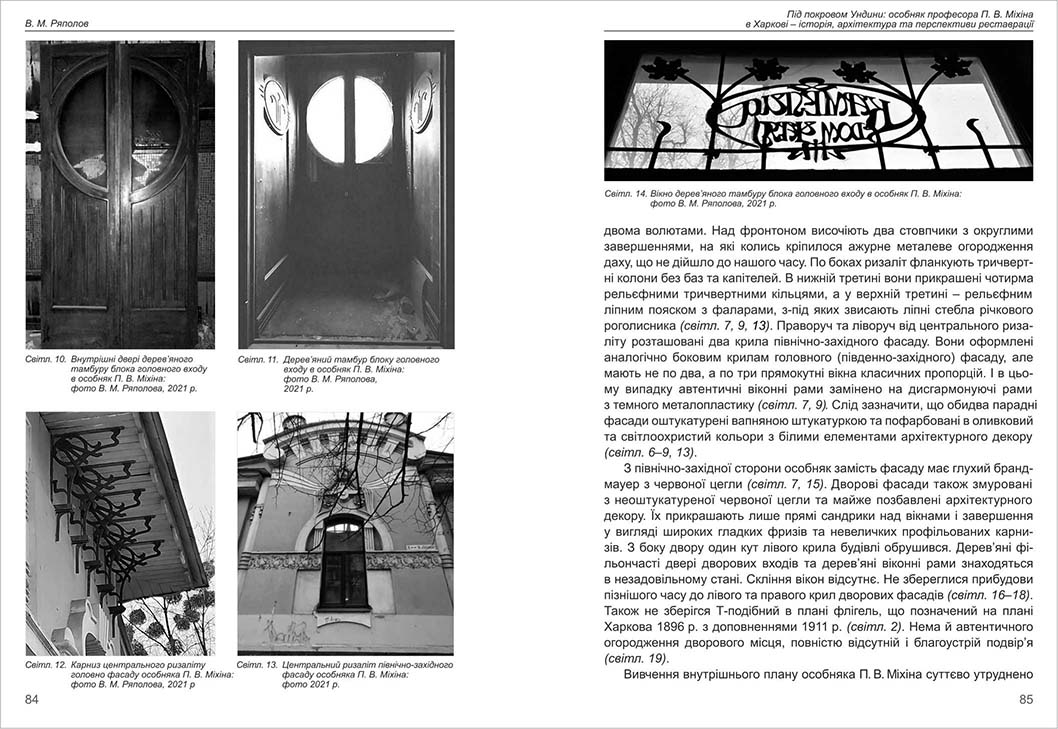 В. М. Ряполов
Світл. 10. Внутрішні двері дерев’яного
тамбуру блока головного входу
в особняк П. В. Міхіна:
фото В. М. Ряполова, 2021 р.
Світл. 11. Дерев’яний тамбур блоку головного
входу в особняк П. В. Міхіна:
фото В. М. Ряполова,
2021 р.
Світл. 12. Карниз центрального ризаліту
головно фасаду особняка П. В. Міхіна:
фото В. М. Ряполова, 2021 р
Світл. 13. Центральний ризаліт північно-західного
фасаду особняка П. В. Міхіна:
фото 2021 р.
84
Під покровом Ундини: особняк професора П. В. Міхіна
в Харкові – історія, архітектура та перспективи реставрації
Світл. 14. Вікно дерев’яного тамбуру блока головного входу в особняк П. В. Міхіна:
фото В. М. Ряполова, 2021 р.
двома волютами. Над фронтоном височіють два стовпчики з округлими
завершеннями, на які колись кріпилося ажурне металеве огородження
даху, що не дійшло до нашого часу. По боках ризаліт фланкують тричверт-
ні колони без баз та капітелей. В нижній третині вони прикрашені чотирма
рельєфними тричвертними кільцями, а у верхній третині – рельєфним
ліпним пояском з фаларами, з-під яких звисають ліпні стебла річкового
роголисника (світл. 7, 9, 13). Праворуч та ліворуч від центрального риза-
літу розташовані два крила північно-західного фасаду. Вони оформлені
аналогічно боковим крилам головного (південно-західного) фасаду, але
мають не по два, а по три прямокутні вікна класичних пропорцій. І в цьо-
му випадку автентичні віконні рами замінено на дисгармонуючі рами
з темного металопластику (світл. 7, 9). Слід зазначити, що обидва парадні
фасади оштукатурені вапняною штукатуркою та пофарбовані в оливковий
та світлоохристий кольори з білими елементами архітектурного декору
(світл. 6–9, 13).
З північно-західної сторони особняк замість фасаду має глухий бранд-
мауер з червоної цегли (світл. 7, 15). Дворові фасади також змуровані
з неоштукатуреної червоної цегли та майже позбавлені архітектурного
декору. Їх прикрашають лише прямі сандрики над вікнами і завершення
у вигляді широких гладких фризів та невеличких профільованих карни-
зів. З боку двору один кут лівого крила будівлі обрушився. Дерев’яні фі-
льончасті двері дворових входів та дерев’яні віконні рами знаходяться
в незадовільному стані. Скління вікон відсутнє. Не збереглися прибудови
пізнішого часу до лівого та правого крил дворових фасадів (світл. 16–18).
Також не зберігся Т-подібний в плані флігель, що позначений на плані
Харкова 1896 р. з доповненнями 1911 р. (світл. 2). Нема й автентичного
огородження дворового місця, повністю відсутній і благоустрій подвір’я
(світл. 19).
Вивчення внутрішнього плану особняка П. В. Міхіна суттєво утруднено
85